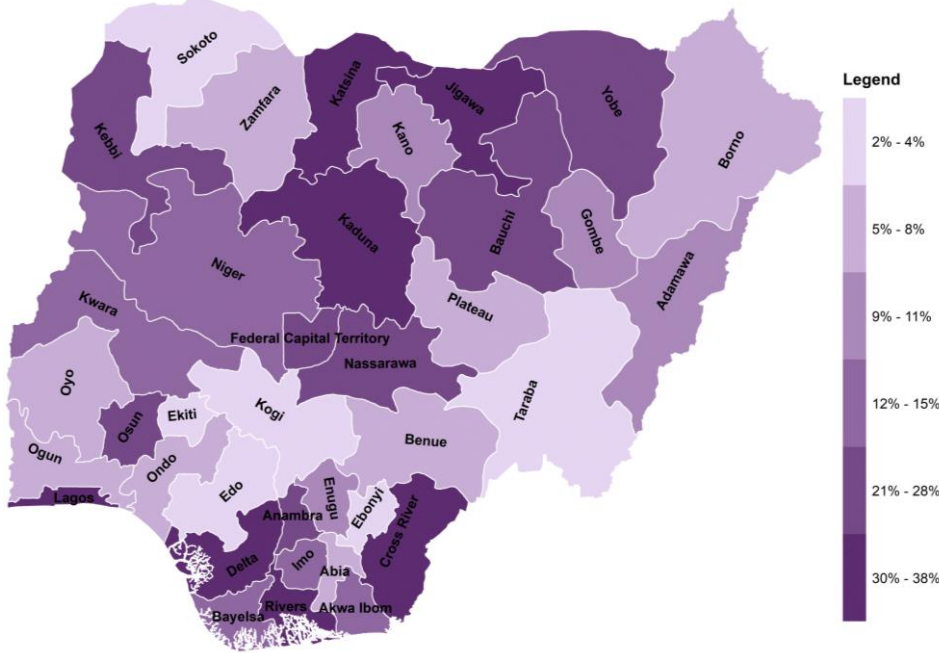 Sokoto
Katsina
Jigawa
Yobe
Legend
Zamfara
Kebbi
Kano
Borno
2% - 4%
5% - 8%
Kaduna
Bauchi
Gombe
Niger
Adamawa
9% - 11%
Plateau
Kwara
Federal Capital Territory
Nassarawa
12% - 15%
Oyo
Osun
Ekiti
Kogi
Taraba
Benue
21% - 28%
Ogun
Ondo
Edo
Enugu
Ebonyi
Lagos
Anambra
Cross River
Delta
Imo
Abia
30% - 38%
Bayelsa
Rivers
Akwa Ibom